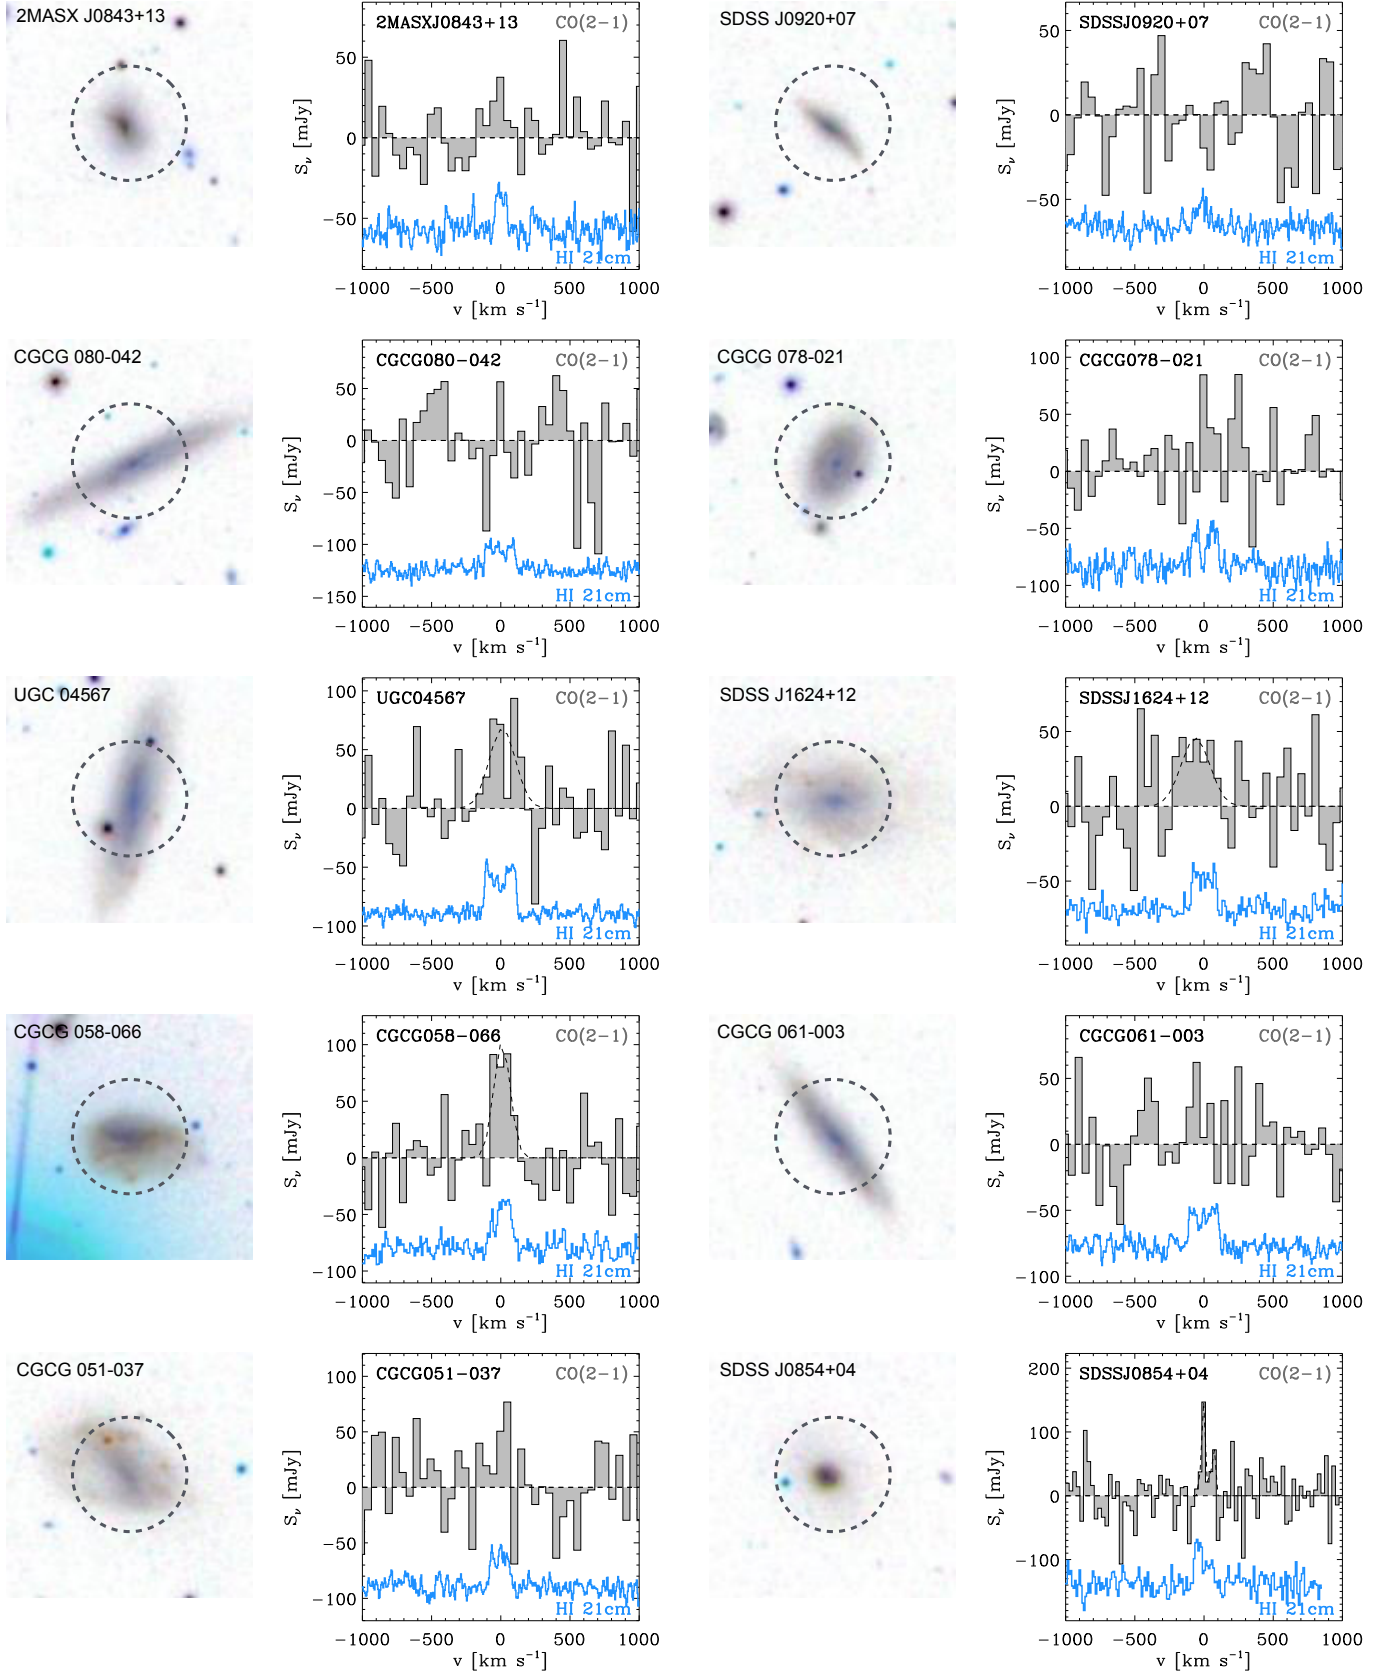 2MASX J0843+13
2MASXJ0843+13 CO(2−1)
50
0
−50
S𝜈 [mJy]
HI 21cm
−1000 −500 0 500 1000
v [km s⁻¹]
SDSS J0920+07
SDSSJ0920+07 CO(2−1)
50
0
−50
S𝜈 [mJy]
HI 21cm
−1000 −500 0 500 1000
v [km s⁻¹]
CGCG 080-042
CGCG080−042 CO(2−1)
50
0
−50
−100
−150
S𝜈 [mJy]
HI 21cm
−1000 −500 0 500 1000
v [km s⁻¹]
CGCG 078-021
CGCG078−021 CO(2−1)
100
50
0
−50
−100
S𝜈 [mJy]
HI 21cm
−1000 −500 0 500 1000
v [km s⁻¹]
UGC 04567
UGC04567 CO(2−1)
100
50
0
−50
−100
S𝜈 [mJy]
HI 21cm
−1000 −500 0 500 1000
v [km s⁻¹]
SDSS J1624+12
SDSSJ1624+12 CO(2−1)
50
0
−50
S𝜈 [mJy]
HI 21cm
−1000 −500 0 500 1000
v [km s⁻¹]
CGCG 058-066
CGCG058−066 CO(2−1)
100
50
0
−50
−100
S𝜈 [mJy]
HI 21cm
−1000 −500 0 500 1000
v [km s⁻¹]
CGCG 061-003
CGCG061−003 CO(2−1)
50
0
−50
−100
S𝜈 [mJy]
HI 21cm
−1000 −500 0 500 1000
v [km s⁻¹]
CGCG 051-037
CGCG051−037 CO(2−1)
100
50
0
−50
−100
S𝜈 [mJy]
HI 21cm
−1000 −500 0 500 1000
v [km s⁻¹]
SDSS J0854+04
SDSSJ0854+04 CO(2−1)
200
100
0
−100
S𝜈 [mJy]
HI 21cm
−1000 −500 0 500 1000
v [km s⁻¹]